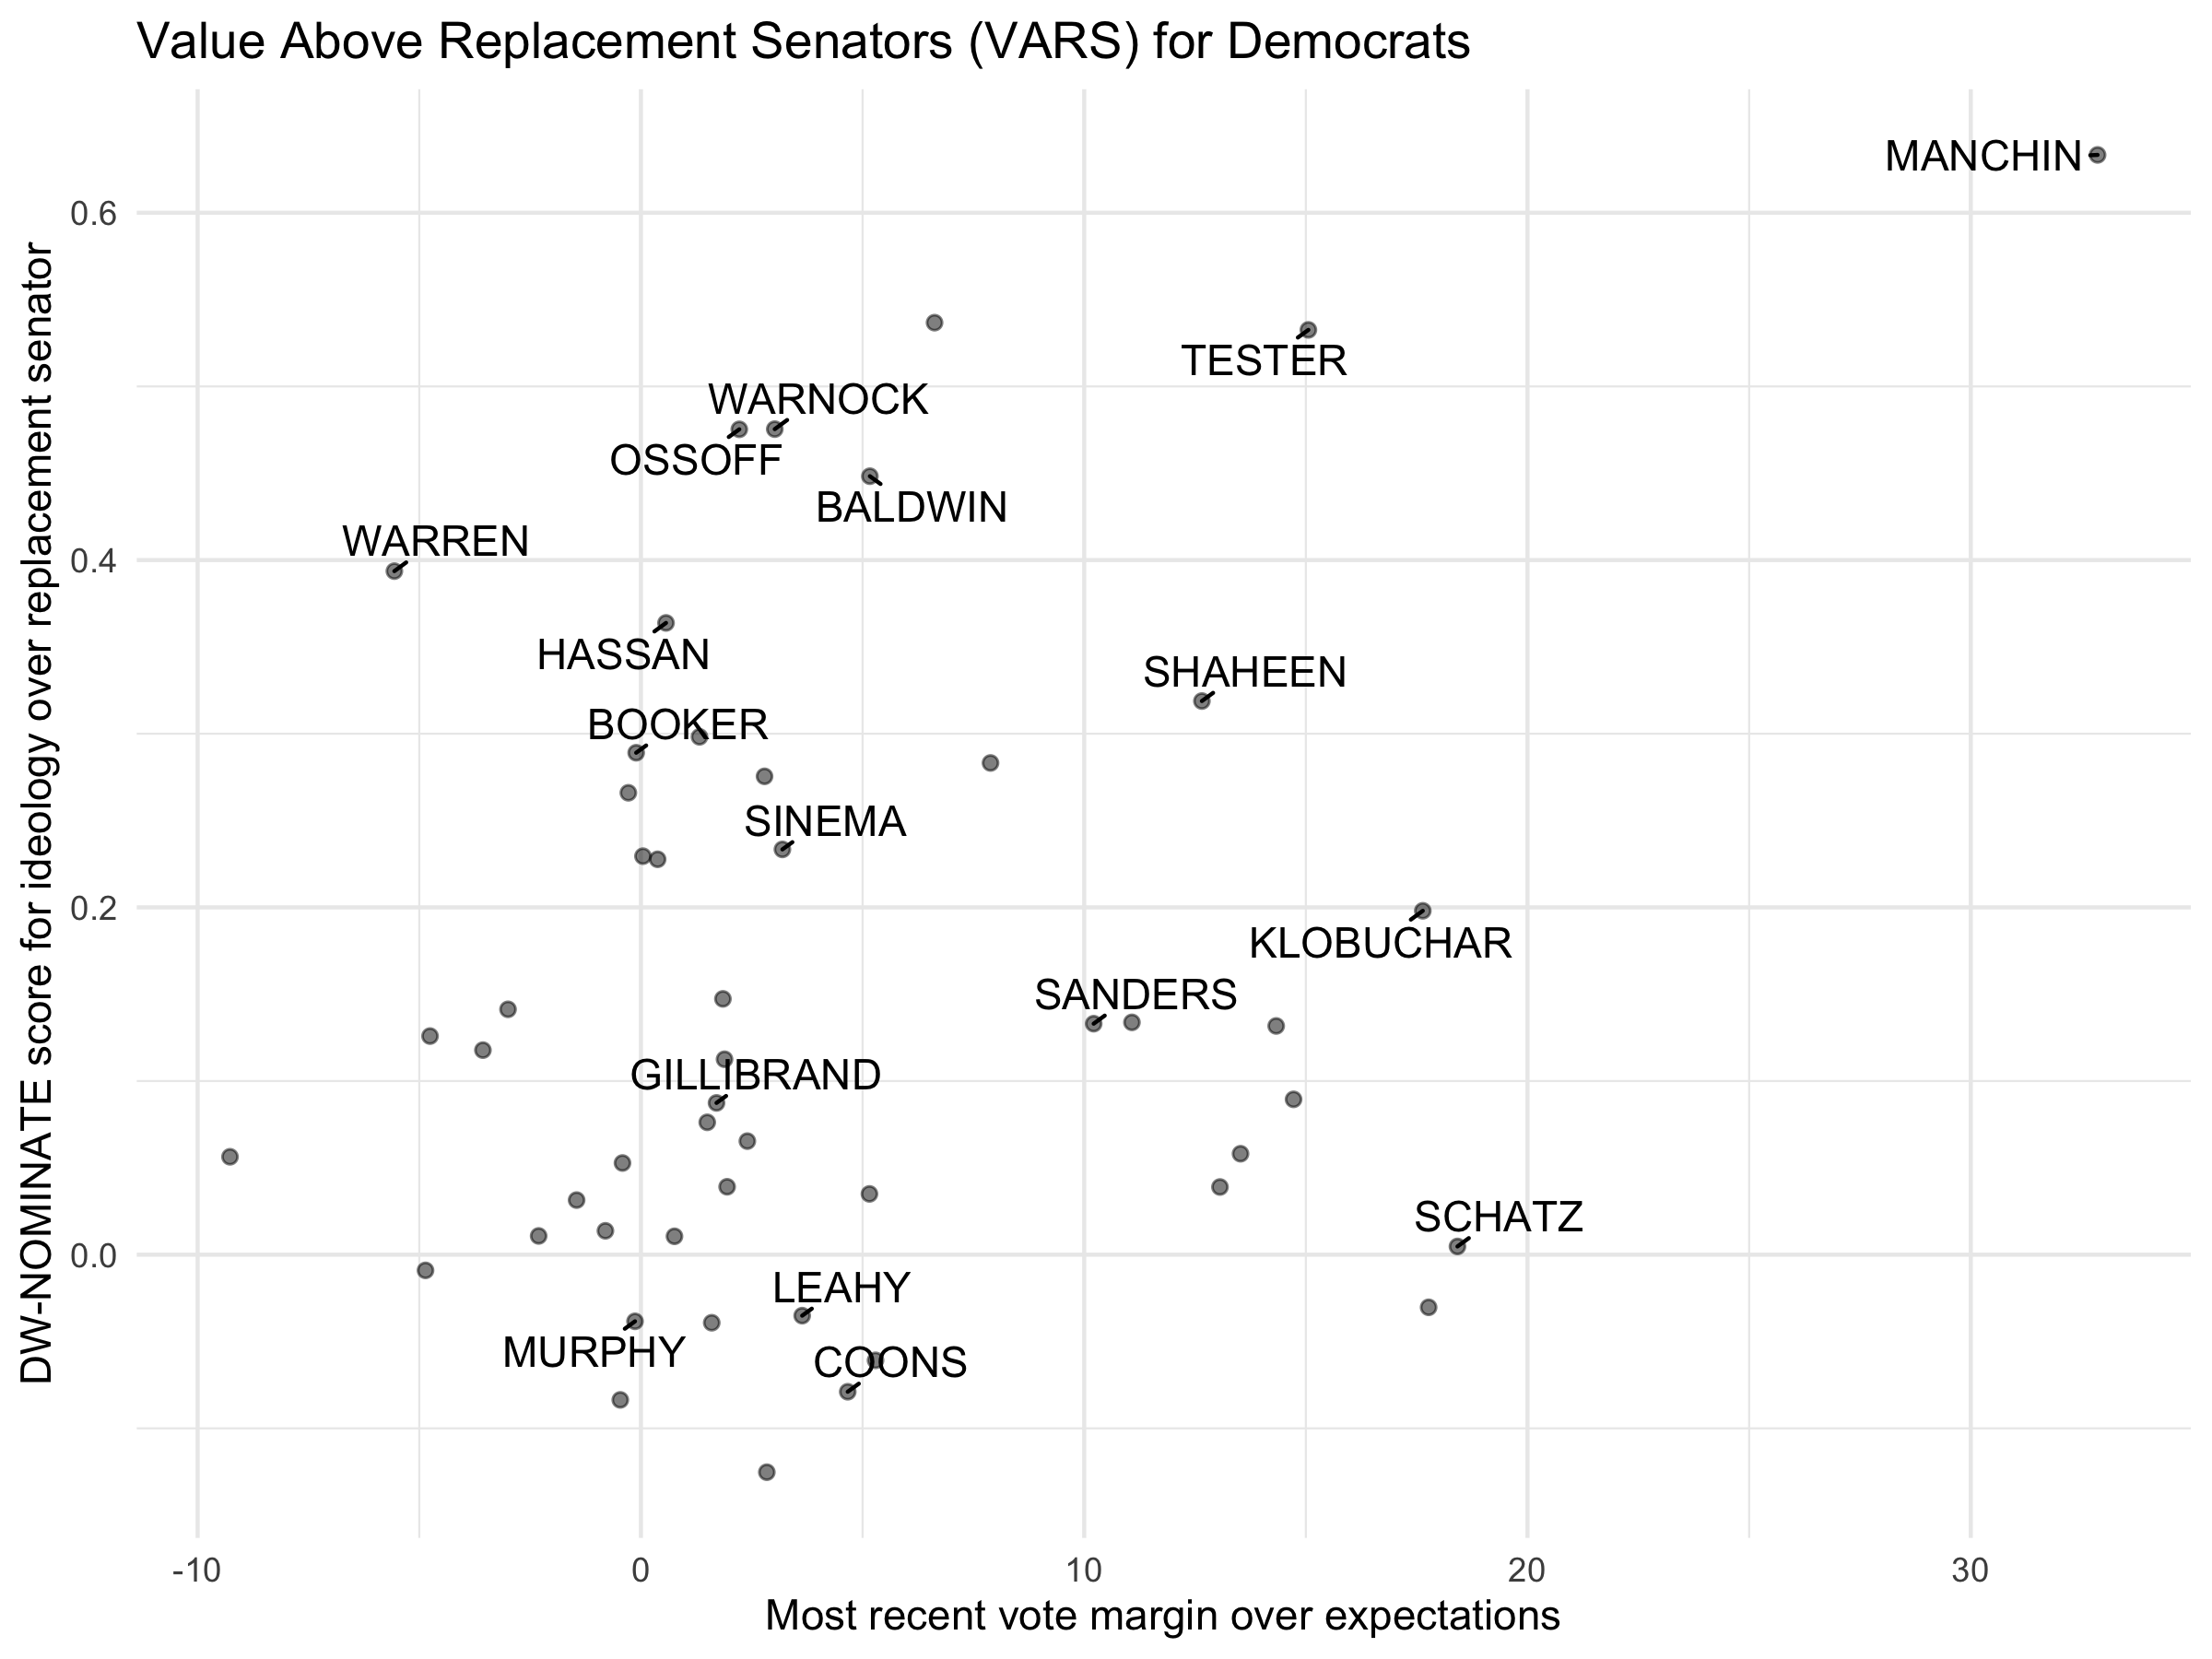 Value Above Replacement Senators (VARS) for Democrats
MANCHIN
0.6
TESTER
WARNOCK
OSSOFF
BALDWIN
WARREN
0.4
HASSAN
SHAHEEN
BOOKER
SINEMA
0.2
KLOBUCHAR
SANDERS
GILLIBRAND
SCHATZ
0.0
LEAHY
MURPHY
COONS
DW-NOMINATE score for ideology over replacement senator
-10 0 10 20 30
Most recent vote margin over expectations